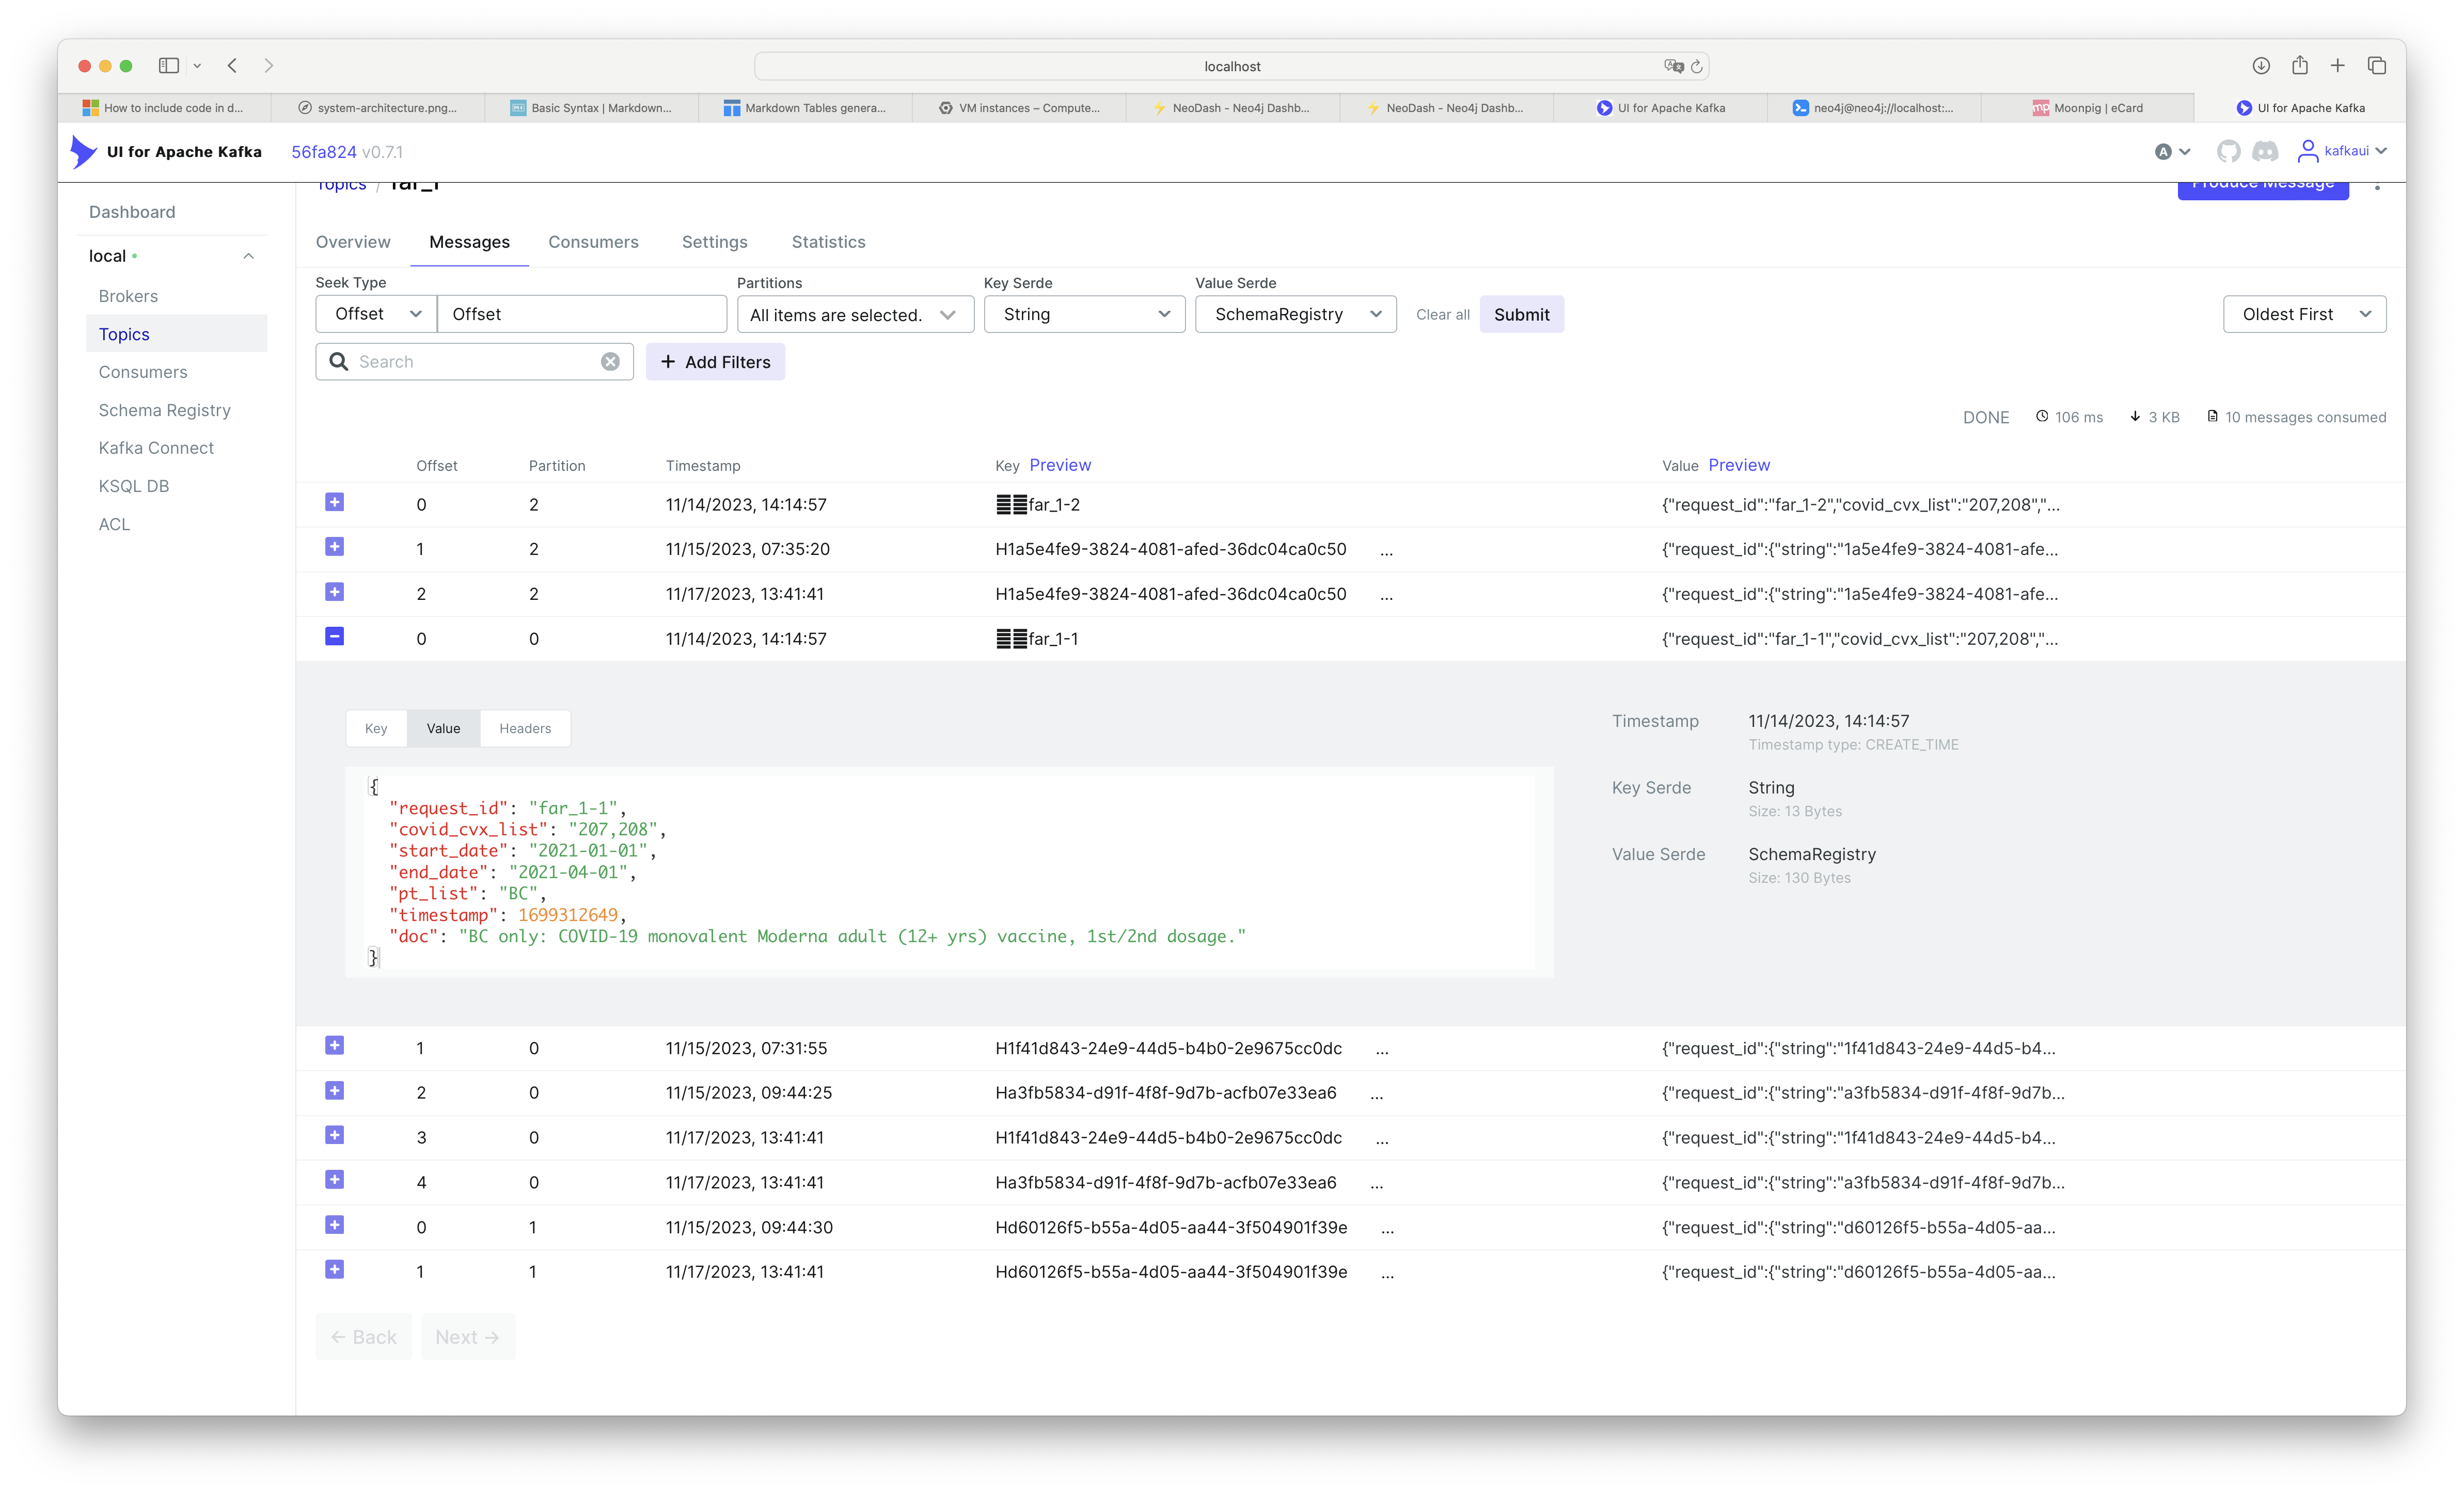 localhost
How to include code in d...
system-architecture.png...
Basic Syntax | Markdown...
Markdown Tables genera...
VM instances – Compute...
NeoDash - Neo4j Dashb...
NeoDash - Neo4j Dashb...
UI for Apache Kafka
neo4j@neo4j://localhost:...
Moonpig | eCard
UI for Apache Kafka
UI for Apache Kafka 56fa824 v0.7.1
A
kafkaui
Topics / far_1
Produce Message
Dashboard
local
Brokers
Topics
Consumers
Schema Registry
Kafka Connect
KSQL DB
ACL
Overview Messages Consumers Settings Statistics
Seek Type Partitions Key Serde Value Serde
Offset Offset All items are selected. String SchemaRegistry Clear all Submit Oldest First
Search Add Filters
DONE 106 ms 3 KB 10 messages consumed
Offset Partition Timestamp Key Preview Value Preview
0 2 11/14/2023, 14:14:57 far_1-2 {"request_id":"far_1-2","covid_cvx_list":"207,208","...
1 2 11/15/2023, 07:35:20 H1a5e4fe9-3824-4081-afed-36dc04ca0c50 ... {"request_id":{"string":"1a5e4fe9-3824-4081-afe...
2 2 11/17/2023, 13:41:41 H1a5e4fe9-3824-4081-afed-36dc04ca0c50 ... {"request_id":{"string":"1a5e4fe9-3824-4081-afe...
0 0 11/14/2023, 14:14:57 far_1-1 {"request_id":"far_1-1","covid_cvx_list":"207,208","...
Key Value Headers
{
"request_id": "far_1-1",
"covid_cvx_list": "207,208",
"start_date": "2021-01-01",
"end_date": "2021-04-01",
"pt_list": "BC",
"timestamp": 1699312649,
"doc": "BC only: COVID-19 monovalent Moderna adult (12+ yrs) vaccine, 1st/2nd dosage."
}
Timestamp 11/14/2023, 14:14:57
Timestamp type: CREATE_TIME
Key Serde String
Size: 13 Bytes
Value Serde SchemaRegistry
Size: 130 Bytes
1 0 11/15/2023, 07:31:55 H1f41d843-24e9-44d5-b4b0-2e9675cc0dc ... {"request_id":{"string":"1f41d843-24e9-44d5-b4...
2 0 11/15/2023, 09:44:25 Ha3fb5834-d91f-4f8f-9d7b-acfb07e33ea6 ... {"request_id":{"string":"a3fb5834-d91f-4f8f-9d7b...
3 0 11/17/2023, 13:41:41 H1f41d843-24e9-44d5-b4b0-2e9675cc0dc ... {"request_id":{"string":"1f41d843-24e9-44d5-b4...
4 0 11/17/2023, 13:41:41 Ha3fb5834-d91f-4f8f-9d7b-acfb07e33ea6 ... {"request_id":{"string":"a3fb5834-d91f-4f8f-9d7b...
0 1 11/15/2023, 09:44:30 Hd60126f5-b55a-4d05-aa44-3f504901f39e ... {"request_id":{"string":"d60126f5-b55a-4d05-aa...
1 1 11/17/2023, 13:41:41 Hd60126f5-b55a-4d05-aa44-3f504901f39e ... {"request_id":{"string":"d60126f5-b55a-4d05-aa...
← Back Next →